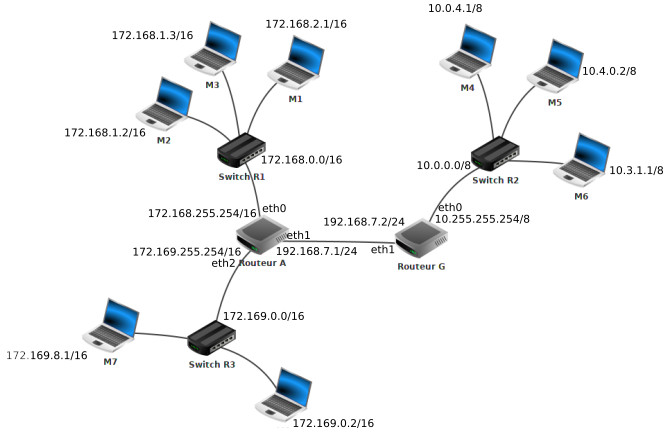 10.0.4.1/8
172.168.2.1/16
172.168.1.3/16
10.4.0.2/8
M3
M1
M4
M5
172.168.1.2/16
M2
172.168.0.0/16
Switch R1
10.0.0.0/8
Switch R2
10.3.1.1/8
M6
172.168.255.254/16
eth0
192.168.7.2/24
eth0
10.255.255.254/8
eth1
172.169.255.254/16
192.168.7.1/24
eth1
eth2
Routeur A
Routeur G
172.169.0.0/16
172.169.8.1/16
M7
Switch R3
172.169.0.2/16